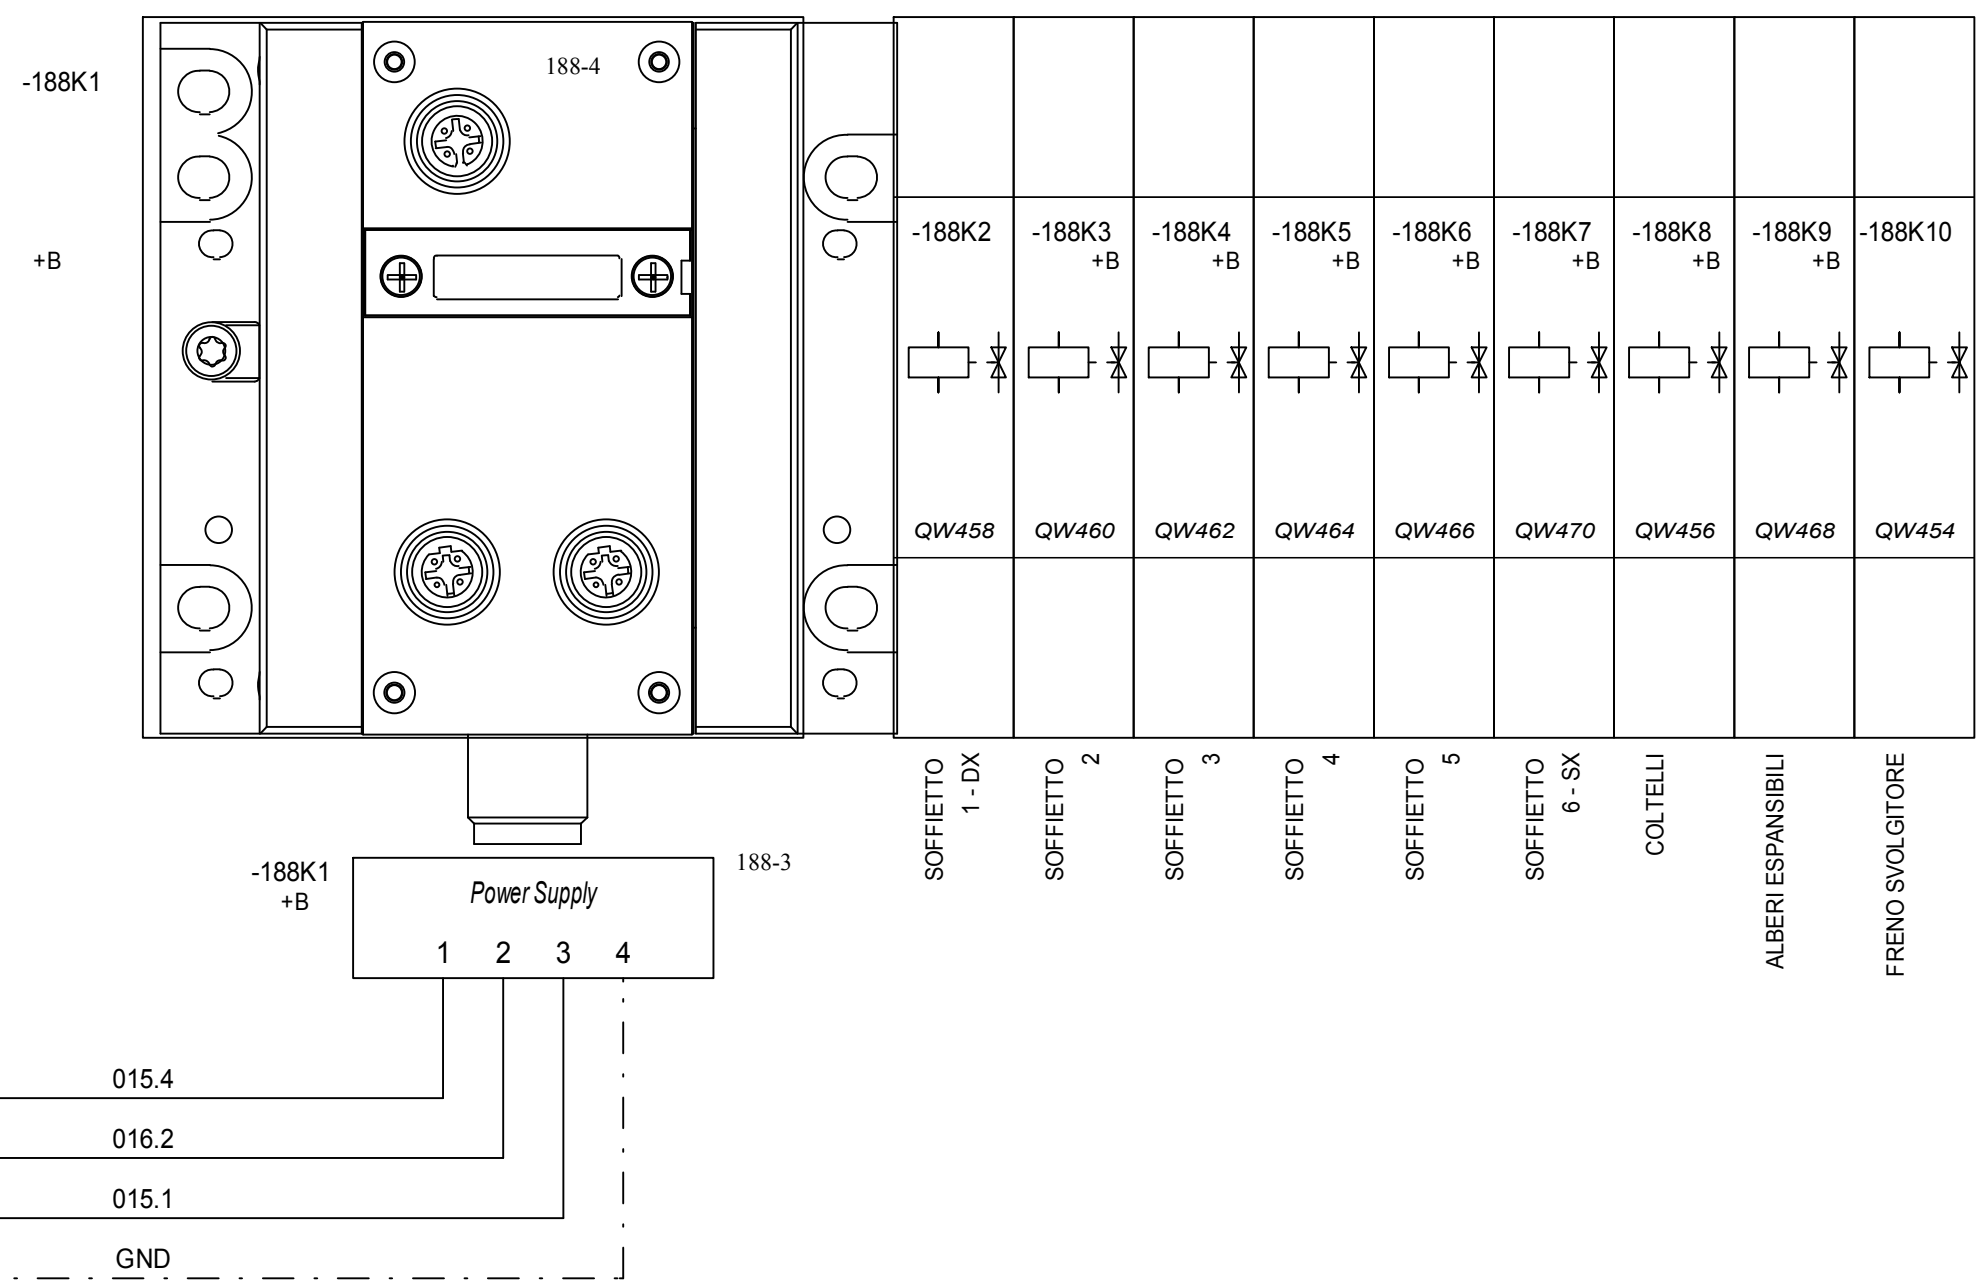 -188K1
188-4
+B
-188K2
-188K3
+B
-188K4
+B
-188K5
+B
-188K6
+B
-188K7
+B
-188K8
+B
-188K9
+B
-188K10
QW458
QW460
QW462
QW464
QW466
QW470
QW456
QW468
QW454
SOFFIETTO
1 - DX
SOFFIETTO
2
SOFFIETTO
3
SOFFIETTO
4
SOFFIETTO
5
SOFFIETTO
6 - SX
COLTELLI
ALBERI ESPANSIBILI
FRENO SVOLGITORE
-188K1
+B
188-3
Power Supply
1 2 3 4
015.4
016.2
015.1
GND